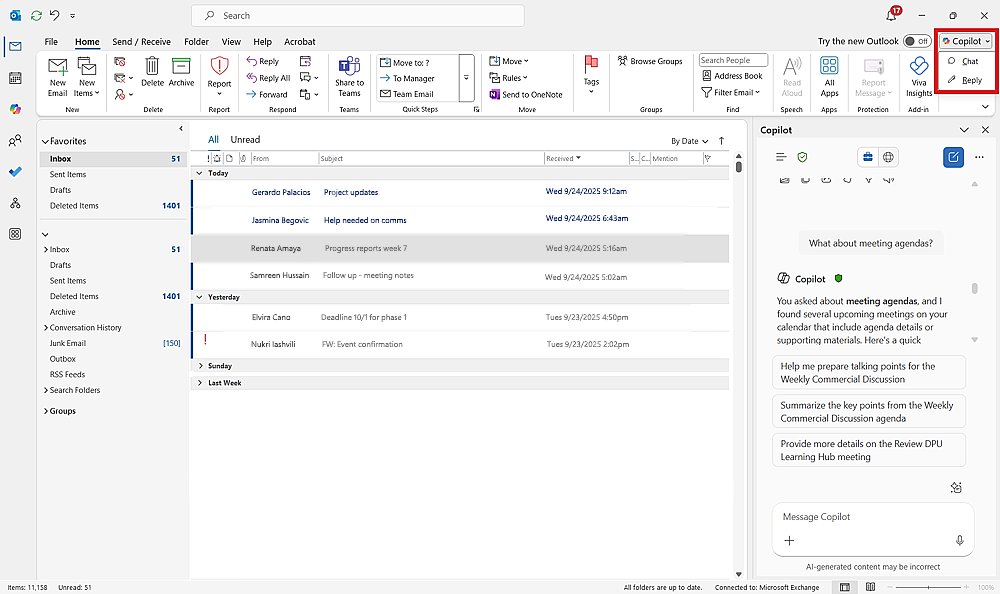 Search
17
File Home Send / Receive Folder View Help Acrobat
Try the new Outlook Off
Copilot
Chat
Reply
New Email
New Items
New
Delete
Archive
Delete
Report
Report
Reply
Reply All
Forward
Respond
Share to Teams
Teams
Move to: ?
To Manager
Team Email
Quick Steps
Move
Rules
Send to OneNote
Move
Tags
Browse Groups
Groups
Search People
Address Book
Filter Email
Find
Read Aloud
Speech
All Apps
Apps
Report Message
Protection
Viva Insights
Add-in
Favorites
Inbox 51
Sent Items
Drafts
Deleted Items 1401
Inbox 51
Drafts
Sent Items
Deleted Items 1401
Archive
Conversation History
Junk Email [150]
Outbox
RSS Feeds
Search Folders
Groups
All Unread
By Date
From Subject Received S... C... Mention
Today
Gerardo Palacios Project updates Wed 9/24/2025 9:12am
Jasmina Begovic Help needed on comms Wed 9/24/2025 6:43am
Renata Amaya Progress reports week 7 Wed 9/24/2025 5:16am
Samreen Hussain Follow up - meeting notes Wed 9/24/2025 5:02am
Yesterday
Elvira Cano Deadline 10/1 for phase 1 Tues 9/23/2025 4:50pm
Nukri Iashvili FW: Event confirmation Tues 9/23/2025 2:02pm
Sunday
Last Week
Copilot
What about meeting agendas?
Copilot
You asked about meeting agendas, and I
found several upcoming meetings on your
calendar that include agenda details or
supporting materials. Here's a quick
Help me prepare talking points for the
Weekly Commercial Discussion
Summarize the key points from the Weekly
Commercial Discussion agenda
Provide more details on the Review DPU
Learning Hub meeting
Message Copilot
AI-generated content may be incorrect
Items: 11,158 Unread: 51
All folders are up to date. Connected to: Microsoft Exchange
100%